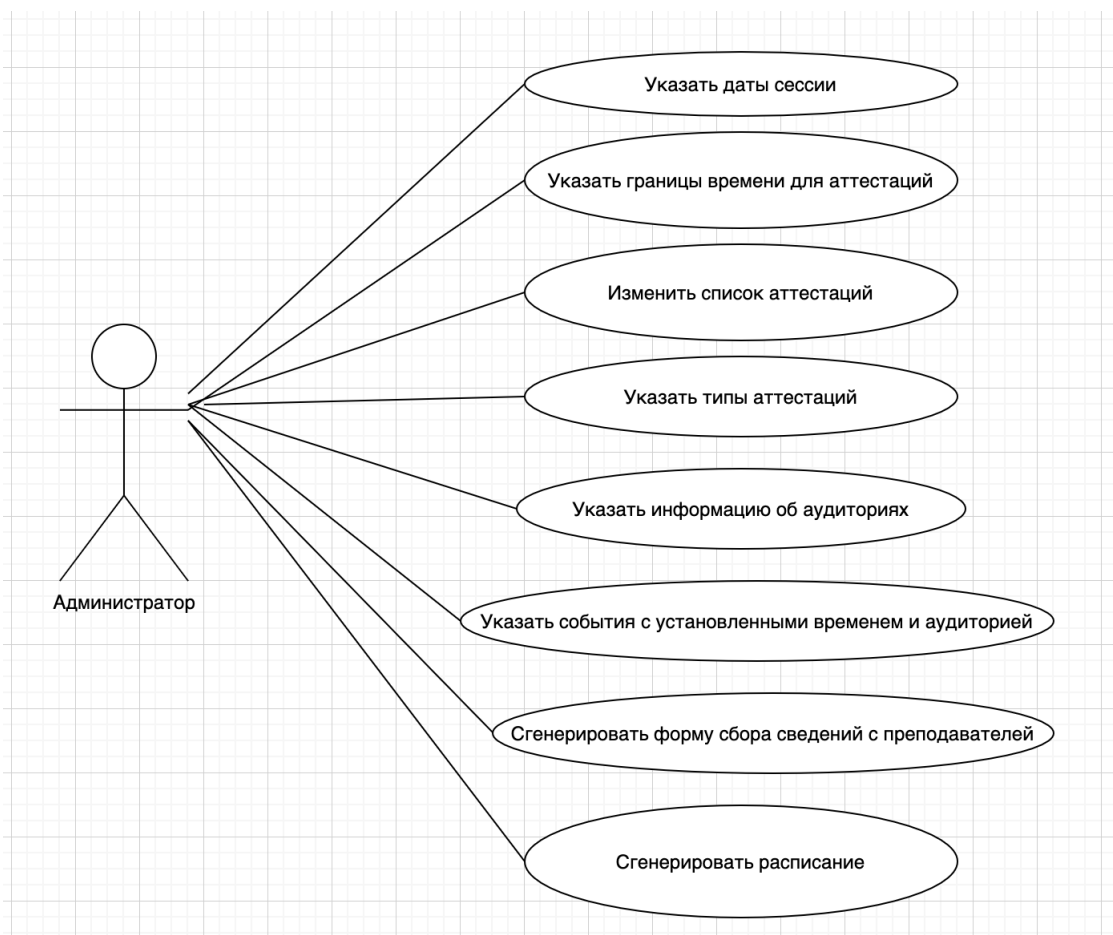 Указать даты сессии
Указать границы времени для аттестаций
Изменить список аттестаций
Указать типы аттестаций
Указать информацию об аудиториях
Администратор
Указать события с установленными временем и аудиторией
Сгенерировать форму сбора сведений с преподавателей
Сгенерировать расписание